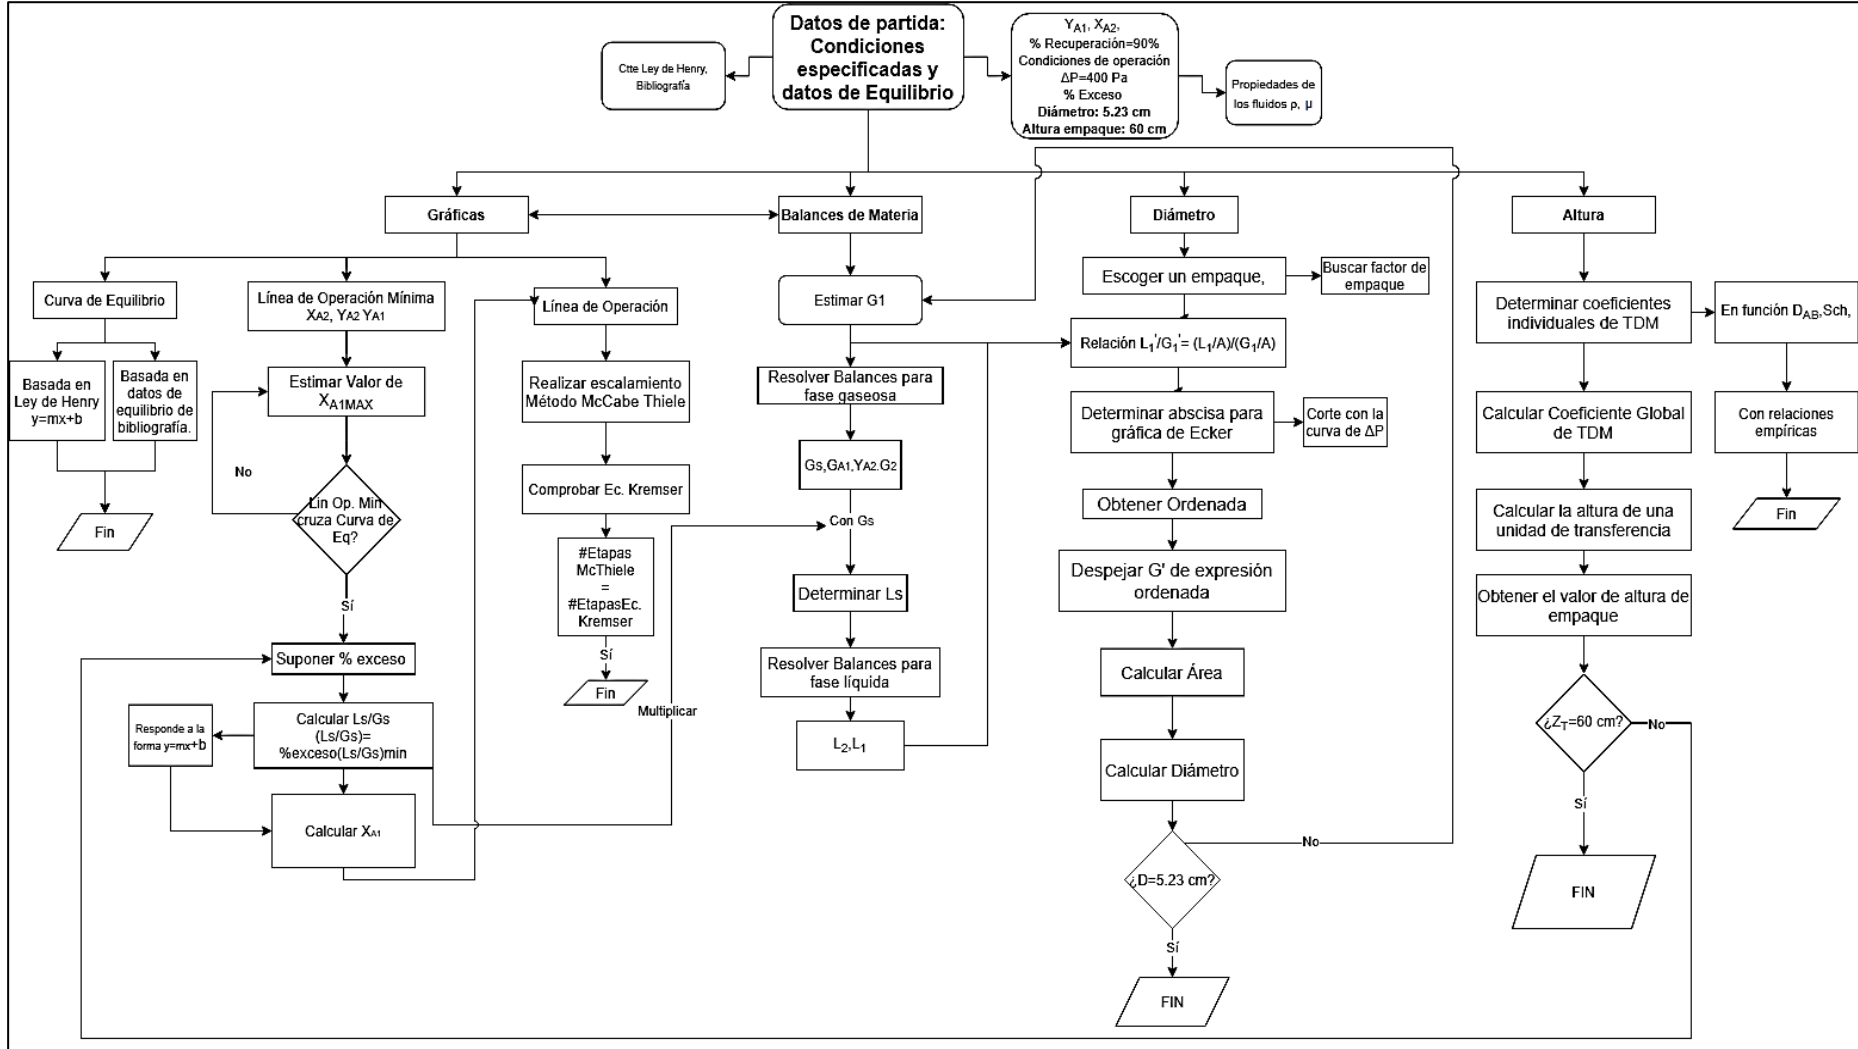 Datos de partida:
Condiciones
especificadas y
datos de Equilibrio
Ctte Ley de Henry,
Bibliografía
Y_A1, X_A2,
% Recuperación=90%
Condiciones de operación
ΔP=400 Pa
% Exceso
Diámetro: 5.23 cm
Altura empaque: 60 cm
Propiedades de
los fluidos ρ, μ
Gráficas
Balances de Materia
Diámetro
Altura
Curva de Equilibrio
Basada en
Ley de Henry
y=mx+b
Basada en
datos de
equilibrio de
bibliografía.
Fin
Línea de Operación Mínima
XA2, YA2 YA1
Estimar Valor de
X_A1MAX
No
Lin Op. Min
cruza Curva de
Eq?
Sí
Suponer % exceso
Calcular Ls/Gs
(Ls/Gs)=
%exceso(Ls/Gs)min
Responde a la
forma y=mx+b
Calcular XA1
Línea de Operación
Realizar escalamiento
Método McCabe Thiele
Comprobar Ec. Kremser
#Etapas
McThiele
=
#EtapasEc.
Kremser
Sí
Fin
Multiplicar
Estimar G1
Resolver Balances para
fase gaseosa
Gs,GA1,YA2.G2
Con Gs
Determinar Ls
Resolver Balances para
fase líquida
L₂,L₁
Escoger un empaque,
Buscar factor de
empaque
Relación L₁'/G₁'= (L₁/A)/(G₁/A)
Determinar abscisa para
gráfica de Ecker
Corte con la
curva de ΔP
Obtener Ordenada
Despejar G' de expresión
ordenada
Calcular Área
Calcular Diámetro
¿D=5.23 cm?
No
Sí
FIN
Determinar coeficientes
individuales de TDM
En función D_AB,Sch,
Con relaciones
empíricas
Fin
Calcular Coeficiente Global
de TDM
Calcular la altura de una
unidad de transferencia
Obtener el valor de altura de
empaque
¿Z_T=60 cm?
No
Sí
FIN